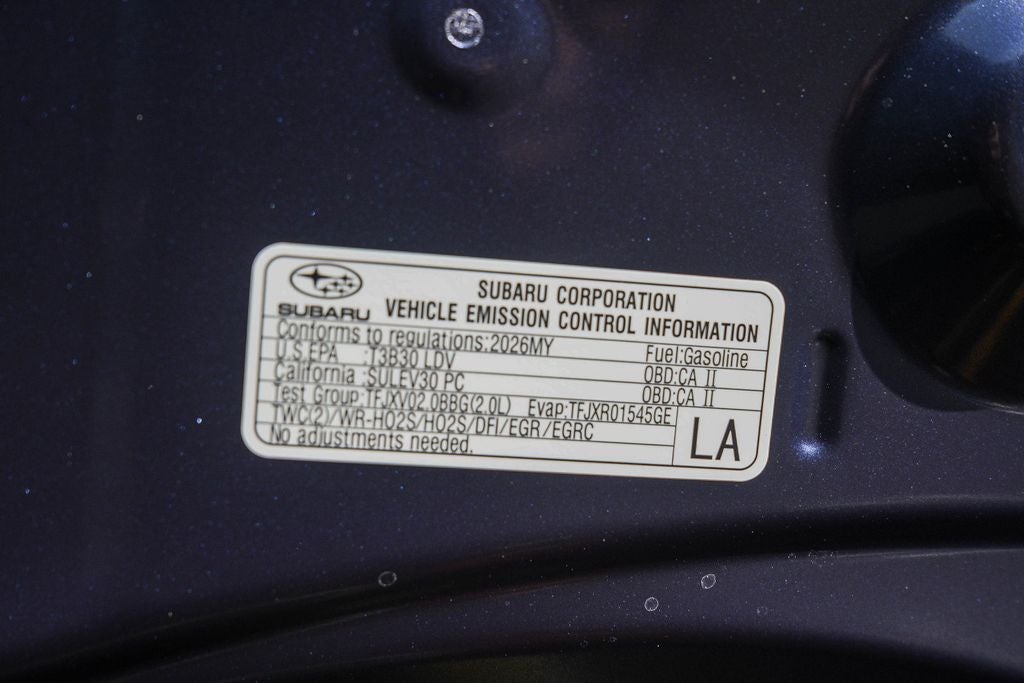 SUBARU
SUBARU CORPORATION
VEHICLE EMISSION CONTROL INFORMATION
Conforms to regulations:2026MY Fuel:Gasoline
U.S.EPA :T3B30 LDV OBD:CA II
California :SULEV30 PC OBD:CA II
Test Group:TFJXV02.0BBG(2.0L) Evap:TFJXR01545GE
TWC(2)/WR-HO2S/HO2S/DFI/EGR/EGRC
No adjustments needed.
LA